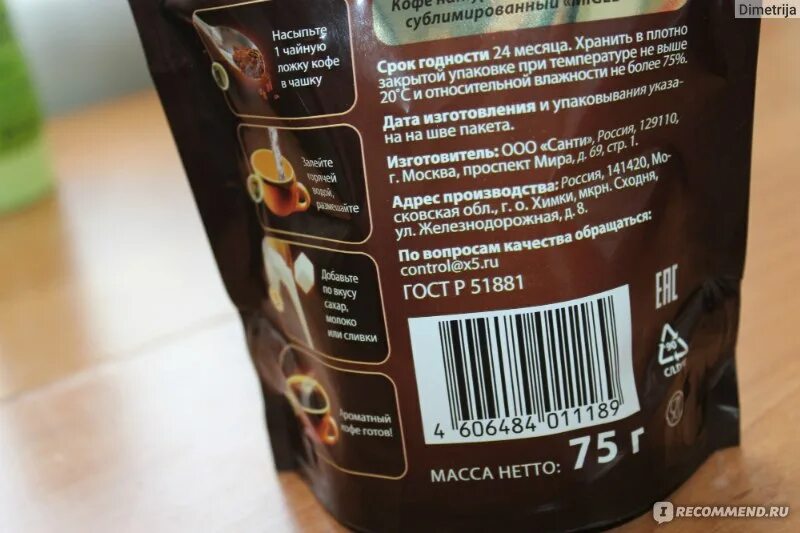 Dimetrija
сублимированный «MIGEL
Срок годности 24 месяца. Хранить в плотно
закрытой упаковке при температуре не выше
20°С и относительной влажности не более 75%.
Дата изготовления и упаковывания указа-
на на шве пакета.
Изготовитель: ООО «Санти», Россия, 129110,
г. Москва, проспект Мира, д. 69, стр. 1.
Адрес производства: Россия, 141420, Мо-
сковская обл., г. о. Химки, мкрн. Сходня,
ул. Железнодорожная, д. 8.
По вопросам качества обращаться:
control@x5.ru
ГОСТ Р 51881
EAC
90
4 606484 011189
МАССА НЕТТО: 75 г
Насыпьте
1 чайную
ложку кофе
в чашку
Залейте
горячей
водой,
размешайте
Добавьте
по вкусу
сахар,
молоко
или сливки
Ароматный
кофе готов!
IRECOMMEND.RU